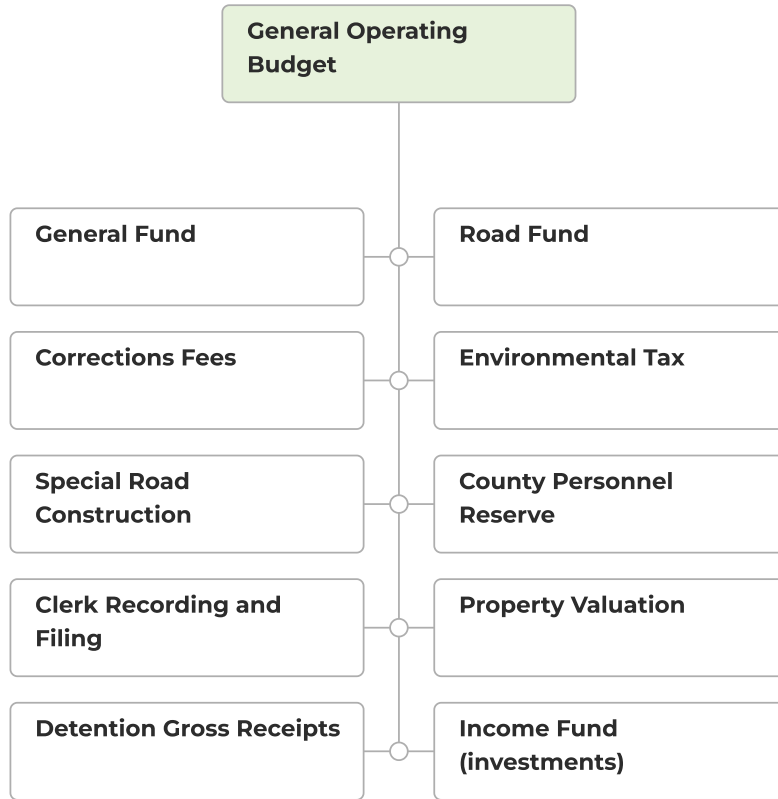 General Operating
Budget
General Fund
Road Fund
Corrections Fees
Environmental Tax
Special Road
Construction
County Personnel
Reserve
Clerk Recording and
Filing
Property Valuation
Detention Gross Receipts
Income Fund
(investments)